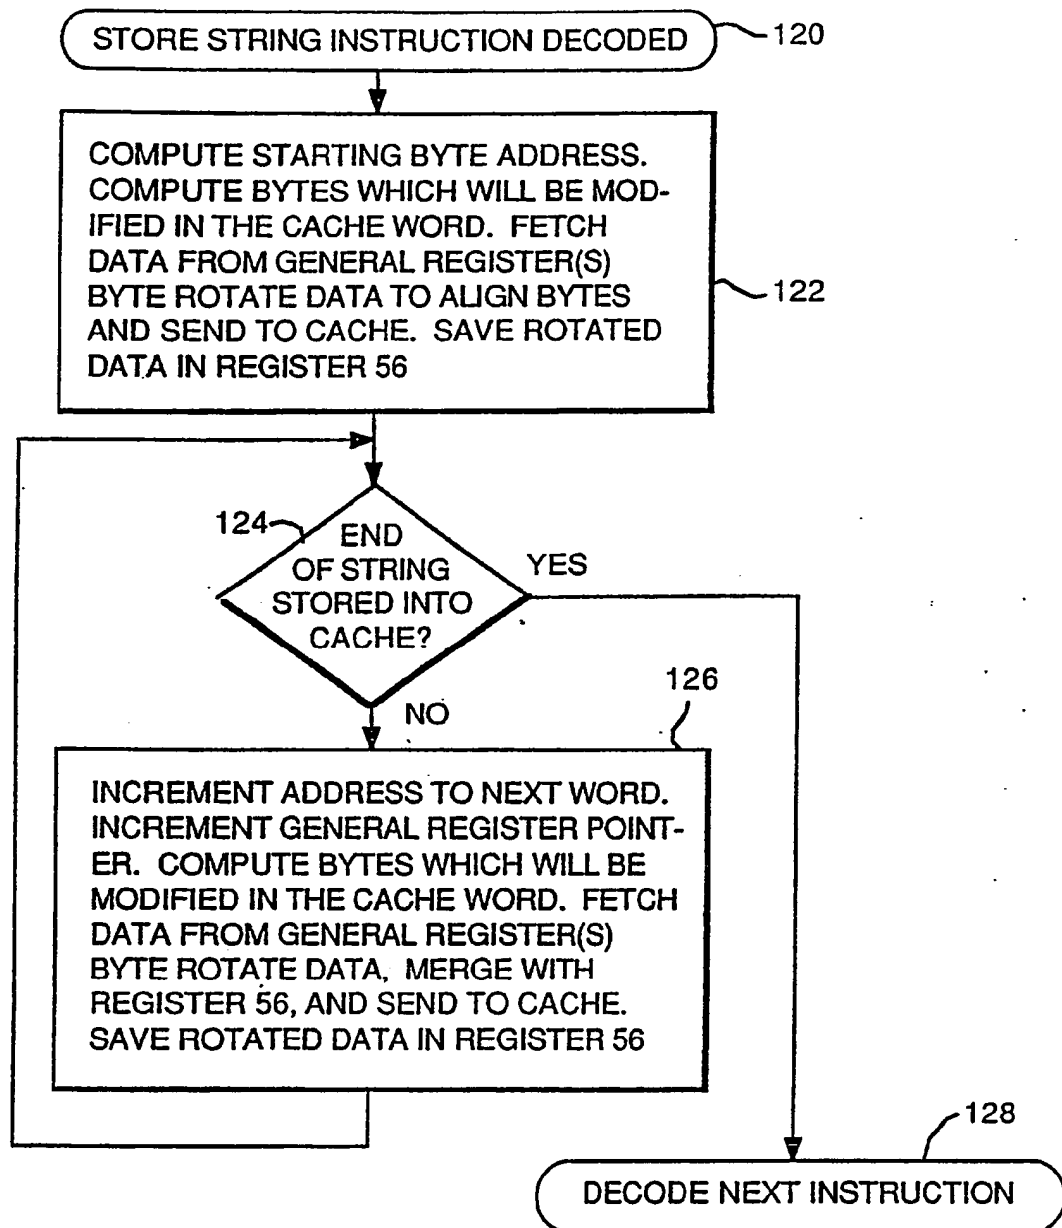 STORE STRING INSTRUCTION DECODED
120
COMPUTE STARTING BYTE ADDRESS.
COMPUTE BYTES WHICH WILL BE MOD-
IFIED IN THE CACHE WORD. FETCH
DATA FROM GENERAL REGISTER(S)
BYTE ROTATE DATA TO ALIGN BYTES
AND SEND TO CACHE. SAVE ROTATED
DATA IN REGISTER 56
122
124
END
OF STRING
STORED INTO
CACHE?
YES
NO
126
INCREMENT ADDRESS TO NEXT WORD.
INCREMENT GENERAL REGISTER POINT-
ER. COMPUTE BYTES WHICH WILL BE
MODIFIED IN THE CACHE WORD. FETCH
DATA FROM GENERAL REGISTER(S)
BYTE ROTATE DATA, MERGE WITH
REGISTER 56, AND SEND TO CACHE.
SAVE ROTATED DATA IN REGISTER 56
128
DECODE NEXT INSTRUCTION